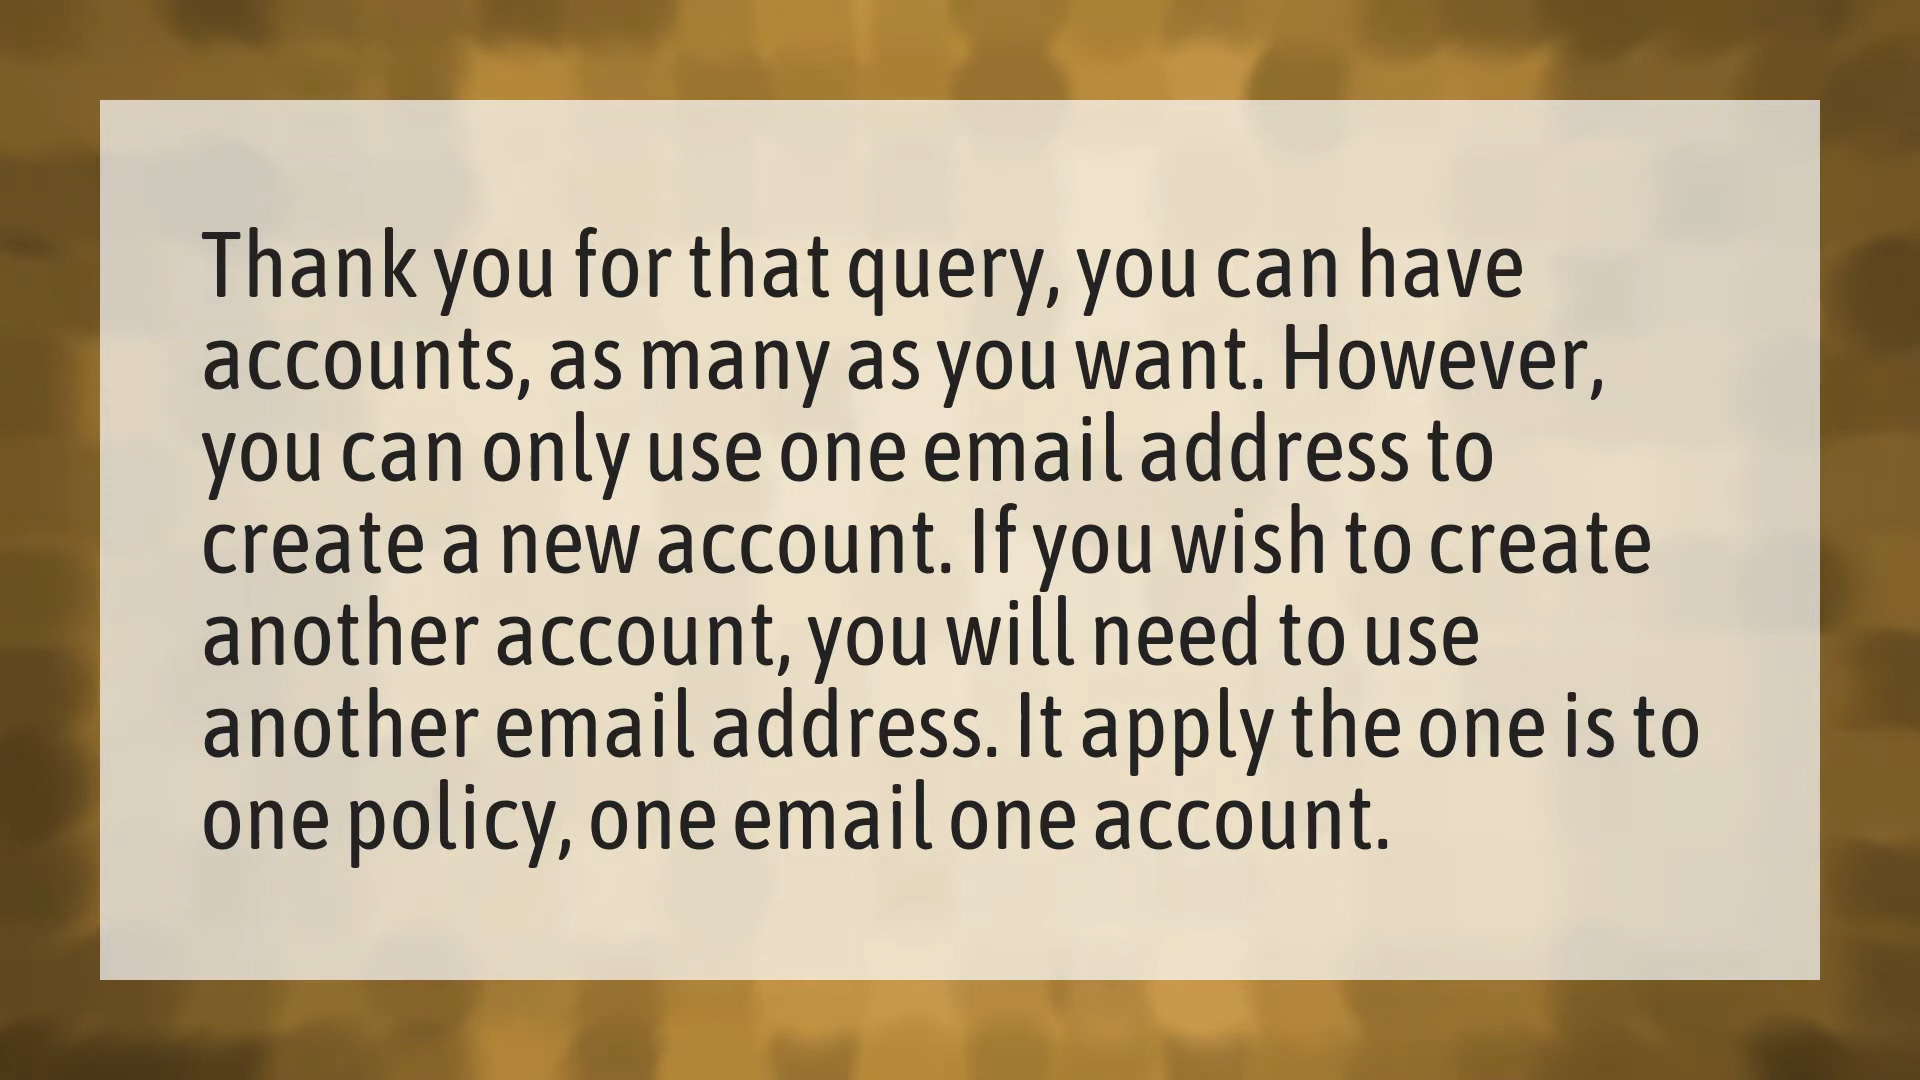 Thank you for that query, you can have
accounts, as many as you want. However,
you can only use one email address to
create a new account. If you wish to create
another account, you will need to use
another email address. It apply the one is to
one policy, one email one account.